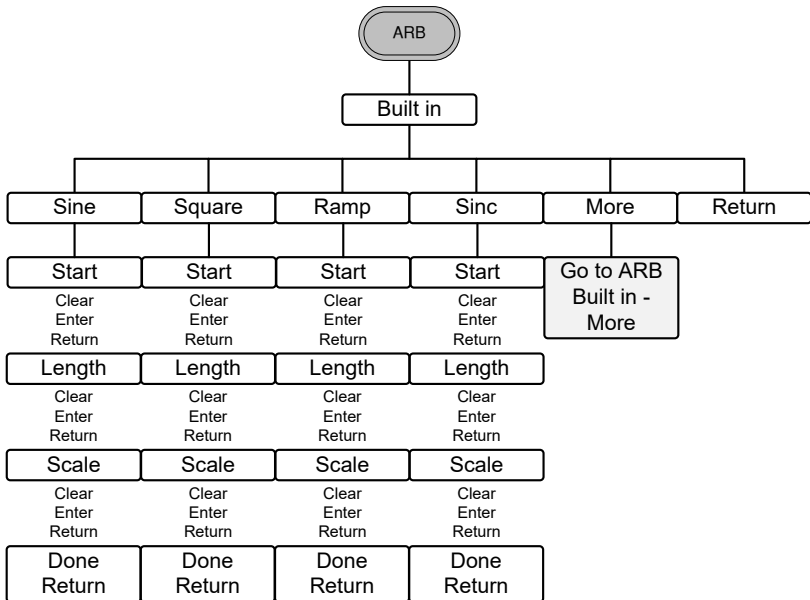 ARB
Built in
Sine Square Ramp Sinc More Return
Start Start Start Start Go to ARB
Built in -
More
Clear Clear Clear Clear
Enter Enter Enter Enter
Return Return Return Return
Length Length Length Length
Clear Clear Clear Clear
Enter Enter Enter Enter
Return Return Return Return
Scale Scale Scale Scale
Clear Clear Clear Clear
Enter Enter Enter Enter
Return Return Return Return
Done Done Done Done
Return Return Return Return